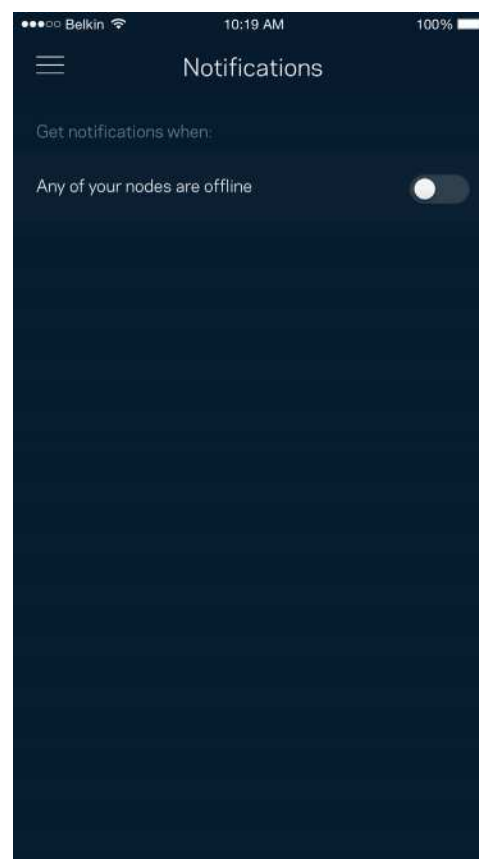 Belkin 10:19 AM 100%
Notifications
Get notifications when:
Any of your nodes are offline